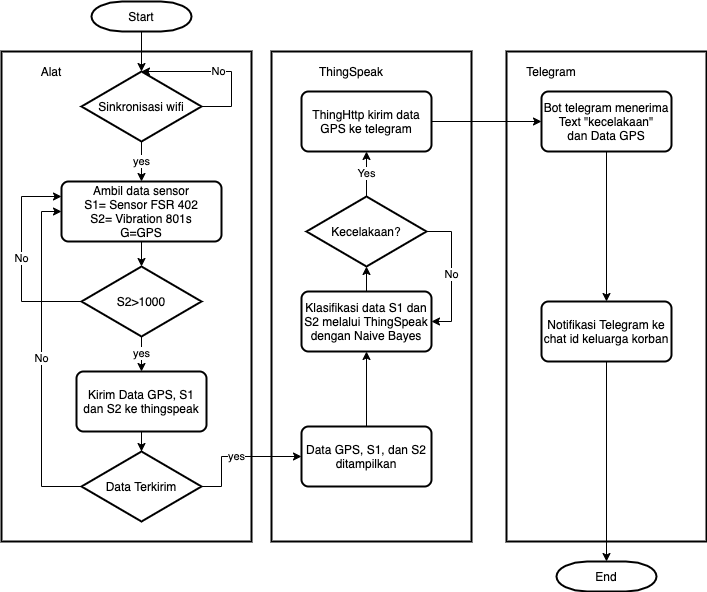 Start
Alat
No
Sinkronisasi wifi
yes
Ambil data sensor
S1= Sensor FSR 402
S2= Vibration 801s
G=GPS
No
S2>1000
yes
No
Kirim Data GPS, S1
dan S2 ke thingspeak
Data Terkirim
yes
ThingSpeak
ThingHttp kirim data
GPS ke telegram
Yes
Kecelakaan?
No
Klasifikasi data S1 dan
S2 melalui ThingSpeak
dengan Naive Bayes
Data GPS, S1, dan S2
ditampilkan
Telegram
Bot telegram menerima
Text "kecelakaan"
dan Data GPS
Notifikasi Telegram ke
chat id keluarga korban
End